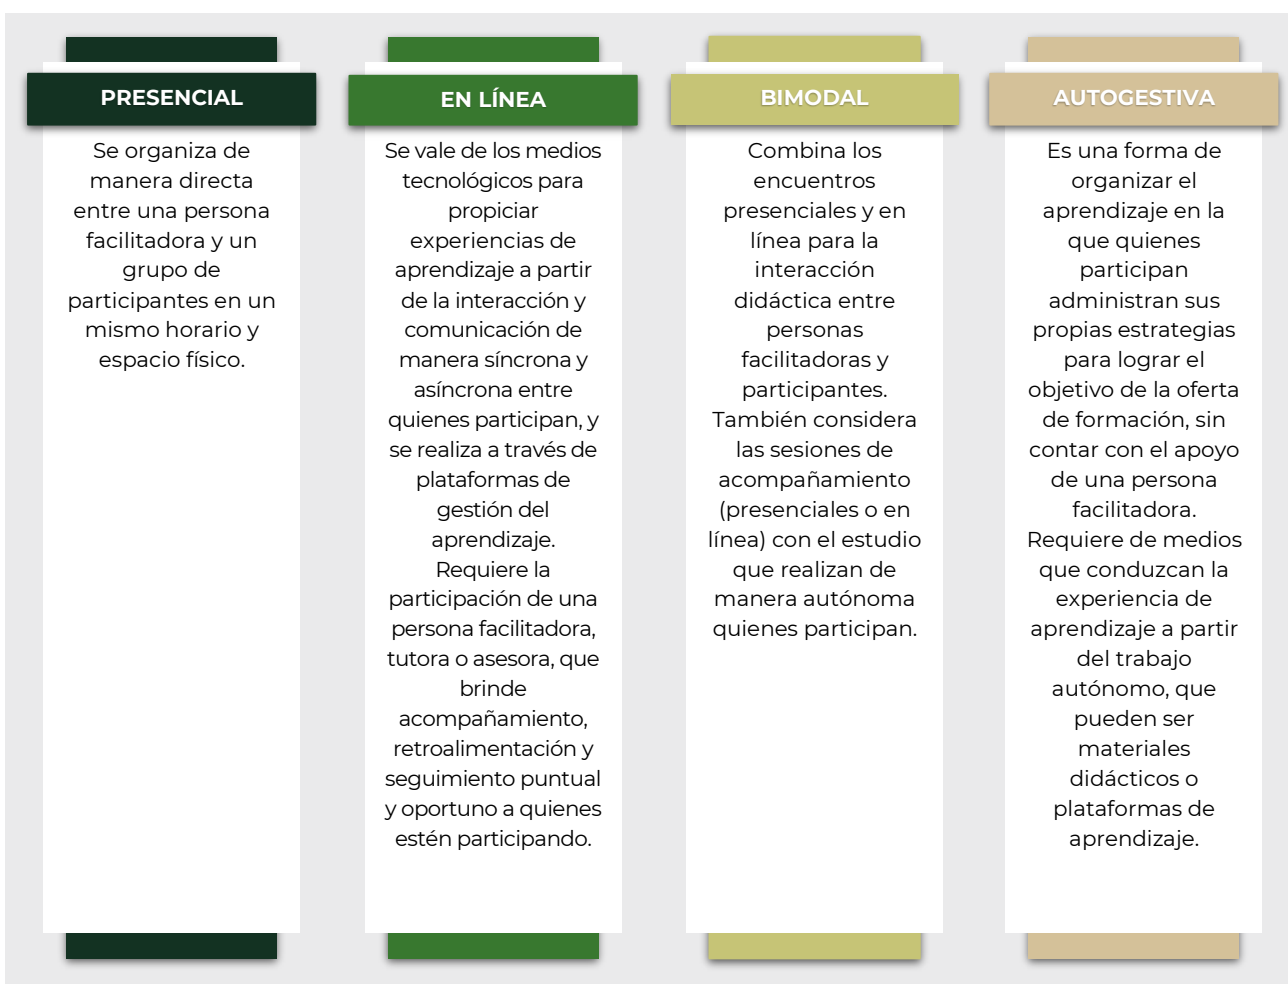 PRESENCIAL
Se organiza de
manera directa
entre una persona
facilitadora y un
grupo de
participantes en un
mismo horario y
espacio físico.
EN LÍNEA
Se vale de los medios
tecnológicos para
propiciar
experiencias de
aprendizaje a partir
de la interacción y
comunicación de
manera síncrona y
asíncrona entre
quienes participan, y
se realiza a través de
plataformas de
gestión del
aprendizaje.
Requiere la
participación de una
persona facilitadora,
tutora o asesora, que
brinde
acompañamiento,
retroalimentación y
seguimiento puntual
y oportuno a quienes
estén participando.
BIMODAL
Combina los
encuentros
presenciales y en
línea para la
interacción
didáctica entre
personas
facilitadoras y
participantes.
También considera
las sesiones de
acompañamiento
(presenciales o en
línea) con el estudio
que realizan de
manera autónoma
quienes participan.
AUTOGESTIVA
Es una forma de
organizar el
aprendizaje en la
que quienes
participan
administran sus
propias estrategias
para lograr el
objetivo de la oferta
de formación, sin
contar con el apoyo
de una persona
facilitadora.
Requiere de medios
que conduzcan la
experiencia de
aprendizaje a partir
del trabajo
autónomo, que
pueden ser
materiales
didácticos o
plataformas de
aprendizaje.